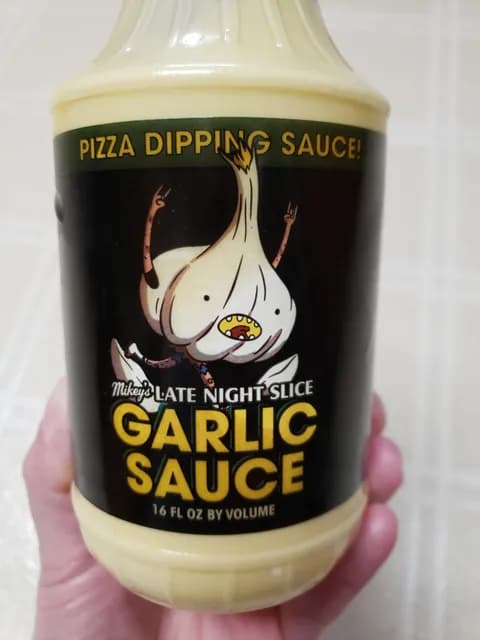 PIZZA DIPPING SAUCE!
Mikey's LATE NIGHT SLICE
GARLIC
SAUCE
16 FL OZ BY VOLUME